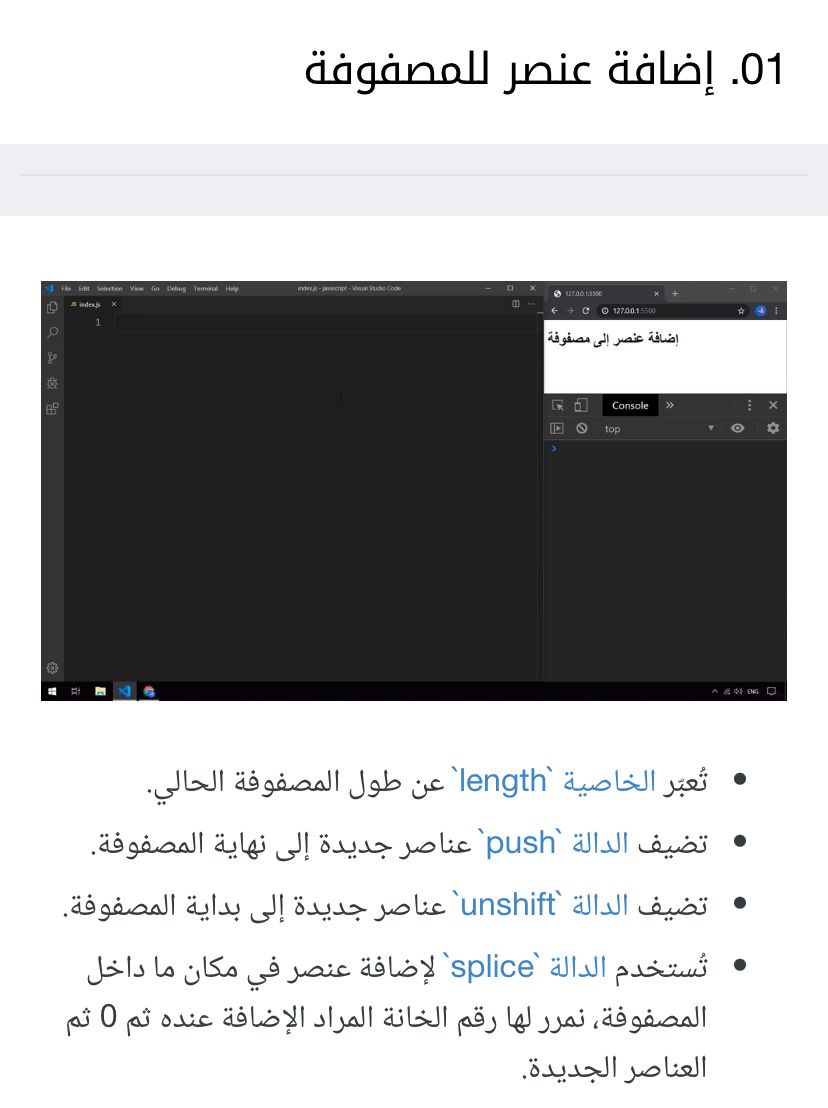 01. إضافة عنصر للمصفوفة
File Edit Selection View Go Debug Terminal Help
index.js - javascript - Visual Studio Code
JS index.js ×
1
127.0.0.1:5500
127.0.0.1:5500
إضافة عنصر إلى مصفوفة
Console
top
ENG
تُعبّر الخاصية `length` عن طول المصفوفة الحالي.
تضيف الدالة `push` عناصر جديدة إلى نهاية المصفوفة.
تضيف الدالة `unshift` عناصر جديدة إلى بداية المصفوفة.
تُستخدم الدالة `splice` لإضافة عنصر في مكان ما داخل
المصفوفة، نمرر لها رقم الخانة المراد الإضافة عنده ثم 0 ثم
العناصر الجديدة.